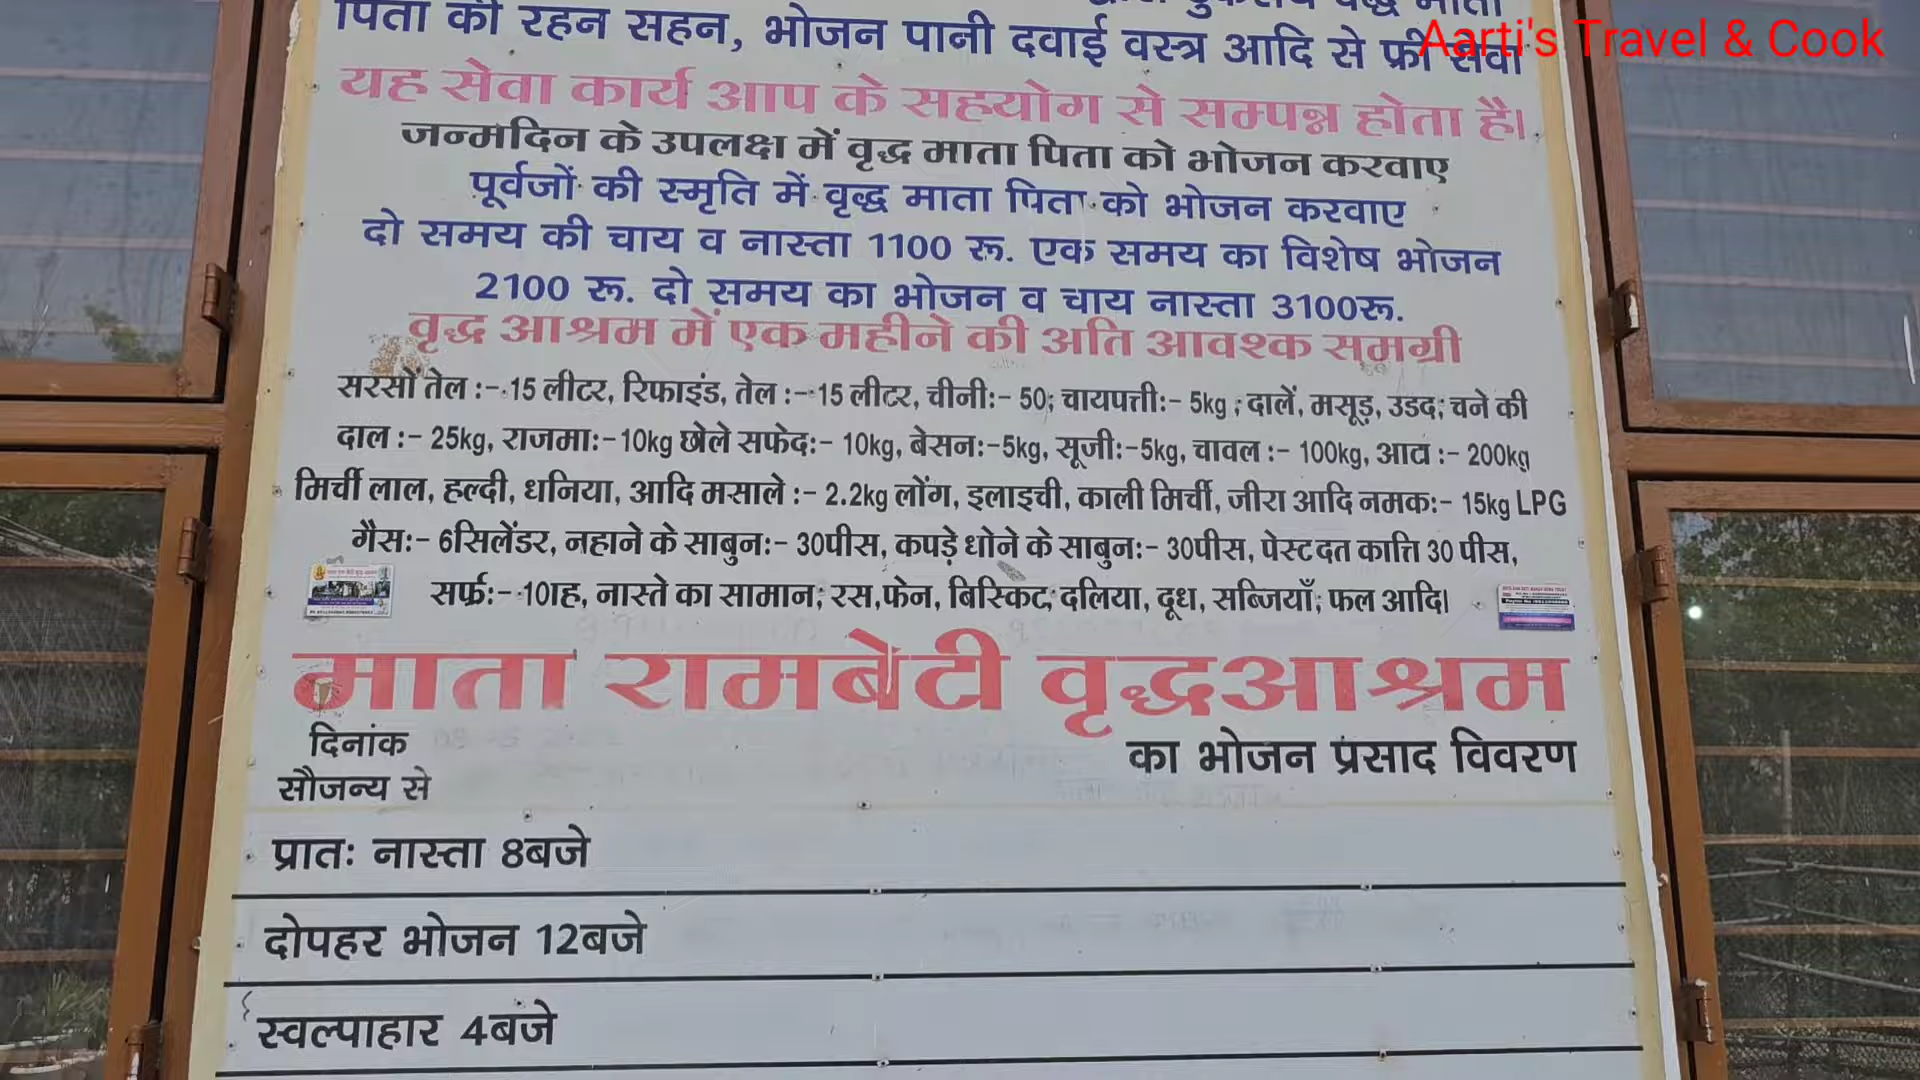 माता
Aarti's Travel & Cook
पिता की रहन सहन, भोजन पानी दवाई वस्त्र आदि से फ्री सेवा
यह सेवा कार्य आप के सहयोग से सम्पन्न होता है।
जन्मदिन के उपलक्ष में वृद्ध माता पिता को भोजन करवाए
पूर्वजों की स्मृति में वृद्ध माता पिता को भोजन करवाए
दो समय की चाय व नास्ता 1100 रू. एक समय का विशेष भोजन
2100 रू. दो समय का भोजन व चाय नास्ता 3100रू.
वृद्ध आश्रम में एक महीने की अति आवश्क समग्री
सरसों तेल :- 15 लीटर, रिफाइंड, तेल :- 15 लीटर, चीनी:- 50; चायपत्ती:- 5kg ; दालें, मसूड़, उडद; चने की
दाल :- 25kg, राजमा:-10kg छोले सफेद:- 10kg, बेसन:-5kg, सूजी:-5kg, चावल :- 100kg, आटा :- 200kg
मिर्ची लाल, हल्दी, धनिया, आदि मसाले :- 2.2kg लोंग, इलाइची, काली मिर्ची, जीरा आदि नमक:- 15kg LPG
गैस:- 6सिलेंडर, नहाने के साबुन:- 30पीस, कपड़े धोने के साबुन:- 30पीस, पेस्ट दत कात्ति 30 पीस,
सर्फ:- 10ाह, नास्ते का सामान; रस,फेन, बिस्किट; दलिया, दूध, सब्जियाँ; फल आदि।
माता रामबेटी वृद्धआश्रम
दिनांक
का भोजन प्रसाद विवरण
सौजन्य से
प्रातः नास्ता 8बजे
दोपहर भोजन 12बजे
स्वल्पाहार 4बजे